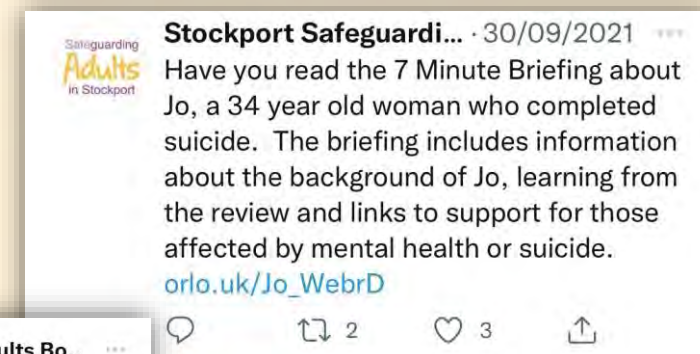 Safeguarding
Adults
in Stockport
Stockport Safeguardi... · 30/09/2021 ...
Have you read the 7 Minute Briefing about
Jo, a 34 year old woman who completed
suicide. The briefing includes information
about the background of Jo, learning from
the review and links to support for those
affected by mental health or suicide.
orlo.uk/Jo_WebrD
2 3
ults Bo... ...